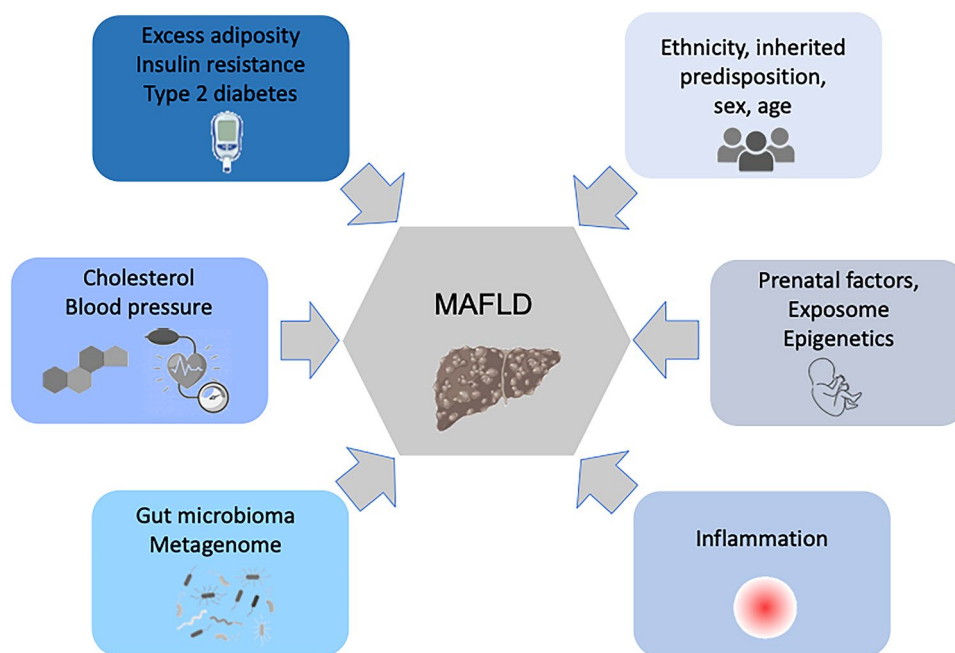 Excess adiposity
Insulin resistance
Type 2 diabetes
Ethnicity, inherited
predisposition,
sex, age
Cholesterol
Blood pressure
MAFLD
Prenatal factors,
Exposome
Epigenetics
Gut microbioma
Metagenome
Inflammation